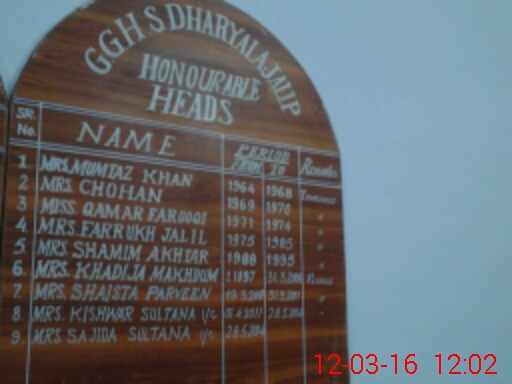 GGHS DHARYALA JALIP
HONOURABLE
HEADS
SR. No. NAME PERIOD FROM TO Remarks
1. MRS. MUMTAZ KHAN 1964 1968 Transferred
2 MRS. CHOHAN 1969 1970 "
3 MISS. QAMAR FAROOQI 1971 1974 "
4. MRS. FARRUKH JALIL 1975 1985 "
5. MRS. SHAMIM AKHTAR 1988 1995 "
6. MRS. KHADIJA MAKHDOOM
7. MRS. SHAISTA PARVEEN "
8. MRS. KISHWAR SULTANA I/C
9. MRS. SAJIDA SULTANA I/C
12-03-16 12:02